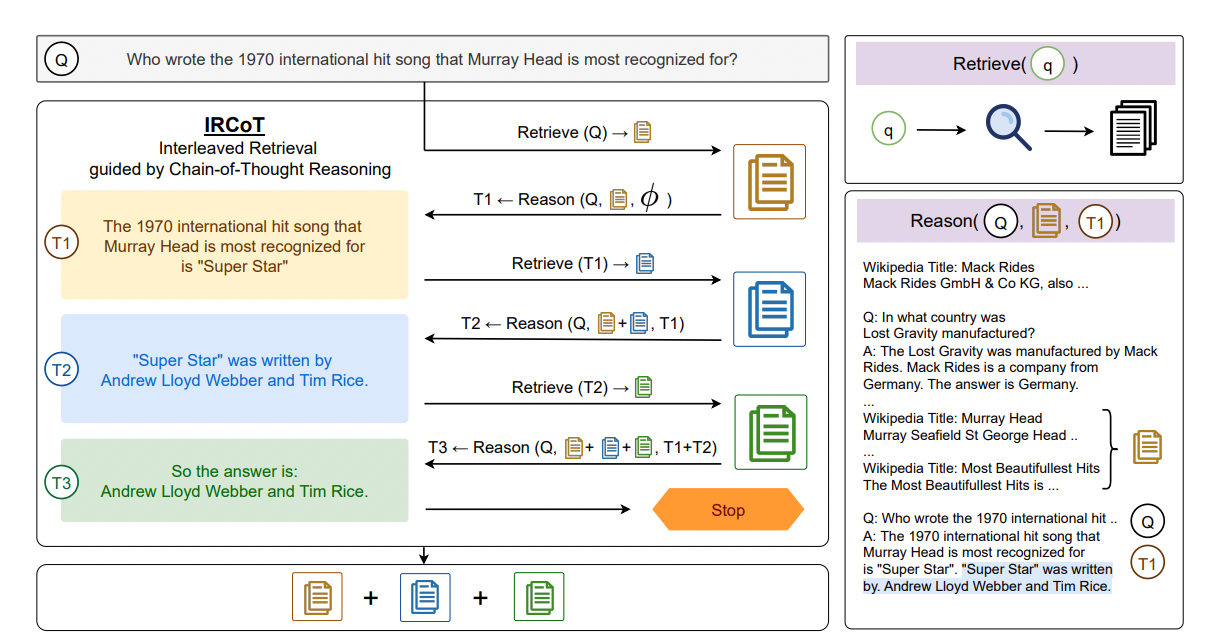 Q
Who wrote the 1970 international hit song that Murray Head is most recognized for?
IRCoT
Interleaved Retrieval
guided by Chain-of-Thought Reasoning
T1
The 1970 international hit song that
Murray Head is most recognized for
is "Super Star"
T2
"Super Star" was written by
Andrew Lloyd Webber and Tim Rice.
T3
So the answer is:
Andrew Lloyd Webber and Tim Rice.
Retrieve (Q) →
T1 ← Reason (Q, , ϕ )
Retrieve (T1) →
T2 ← Reason (Q, + , T1)
Retrieve (T2) →
T3 ← Reason (Q, + + , T1+T2)
Stop
+ +
Retrieve( q )
q
Reason( Q , , T1 )
Wikipedia Title: Mack Rides
Mack Rides GmbH & Co KG, also ...
Q: In what country was
Lost Gravity manufactured?
A: The Lost Gravity was manufactured by Mack
Rides. Mack Rides is a company from
Germany. The answer is Germany.
...
Wikipedia Title: Murray Head
Murray Seafield St George Head ..
...
Wikipedia Title: Most Beautifullest Hits
The Most Beautifullest Hits is ...
Q: Who wrote the 1970 international hit ..
Q
A: The 1970 international hit song that
Murray Head is most recognized for
is "Super Star". "Super Star" was written
by. Andrew Lloyd Webber and Tim Rice.
T1